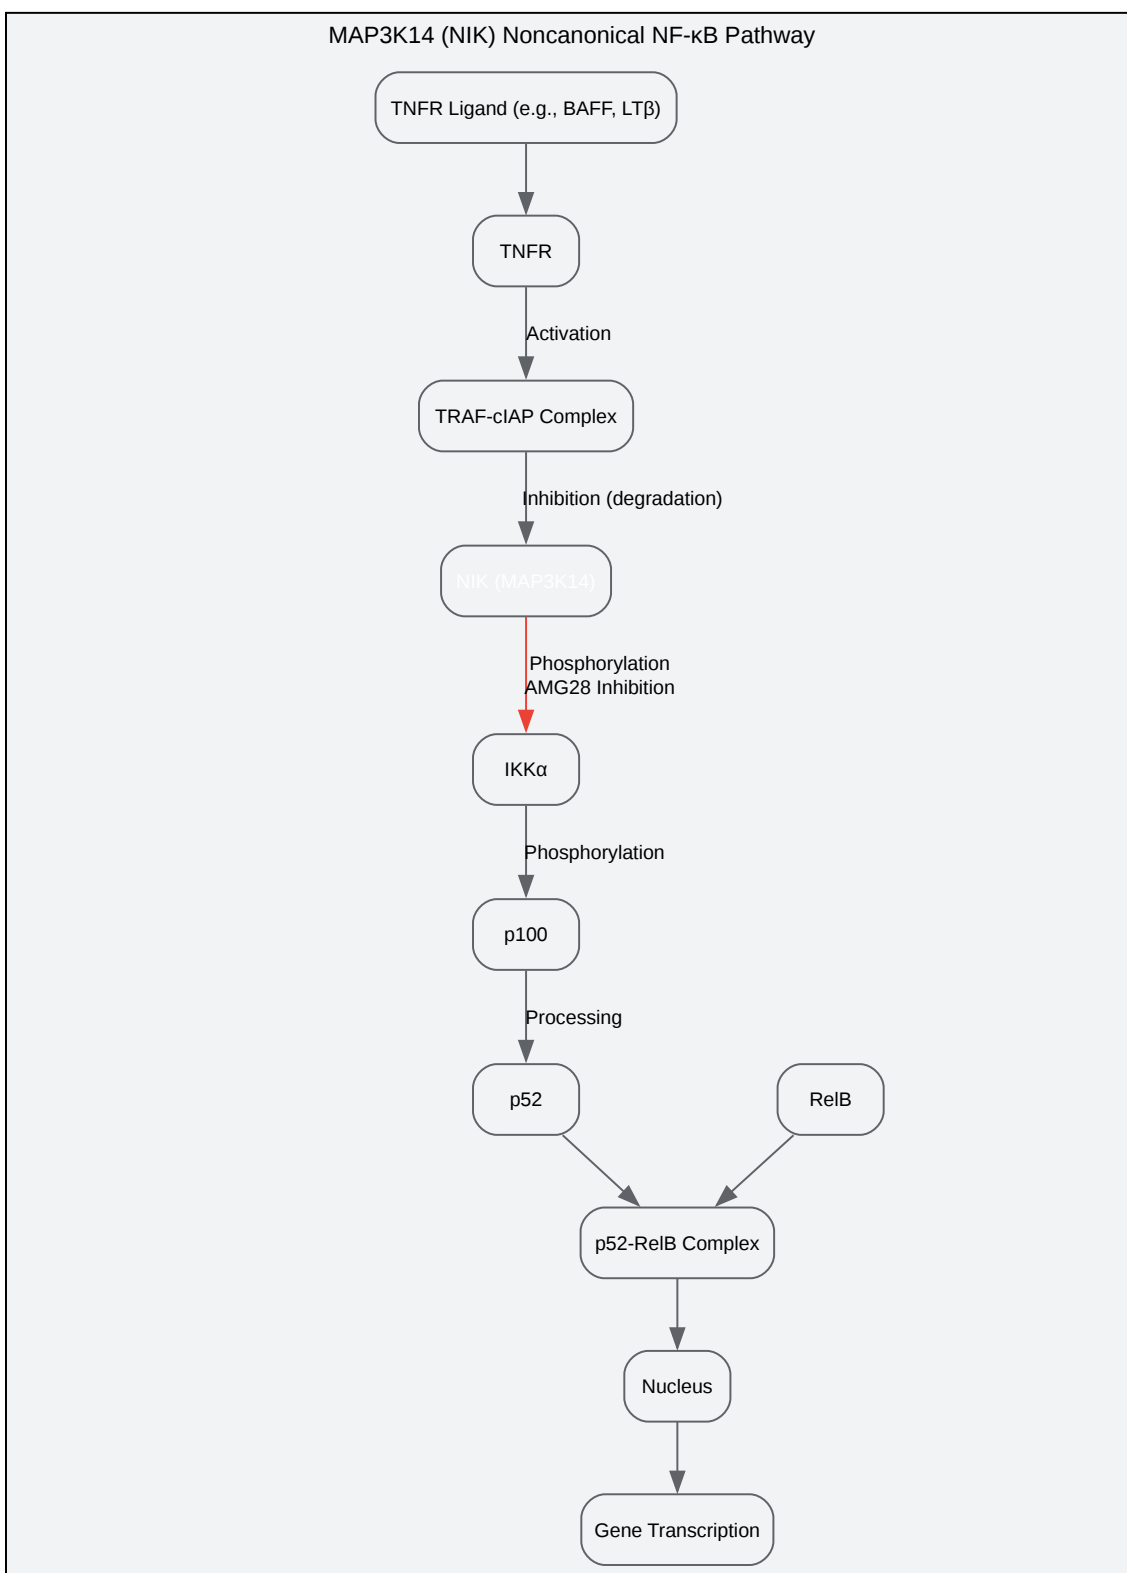 MAP3K14 (NIK) Noncanonical NF-κB Pathway
TNFR Ligand (e.g., BAFF, LTβ)
TNFR
Activation
TRAF-cIAP Complex
Inhibition (degradation)
NIK (MAP3K14)
Phosphorylation
AMG28 Inhibition
IKKα
Phosphorylation
p100
Processing
p52
RelB
p52-RelB Complex
Nucleus
Gene Transcription